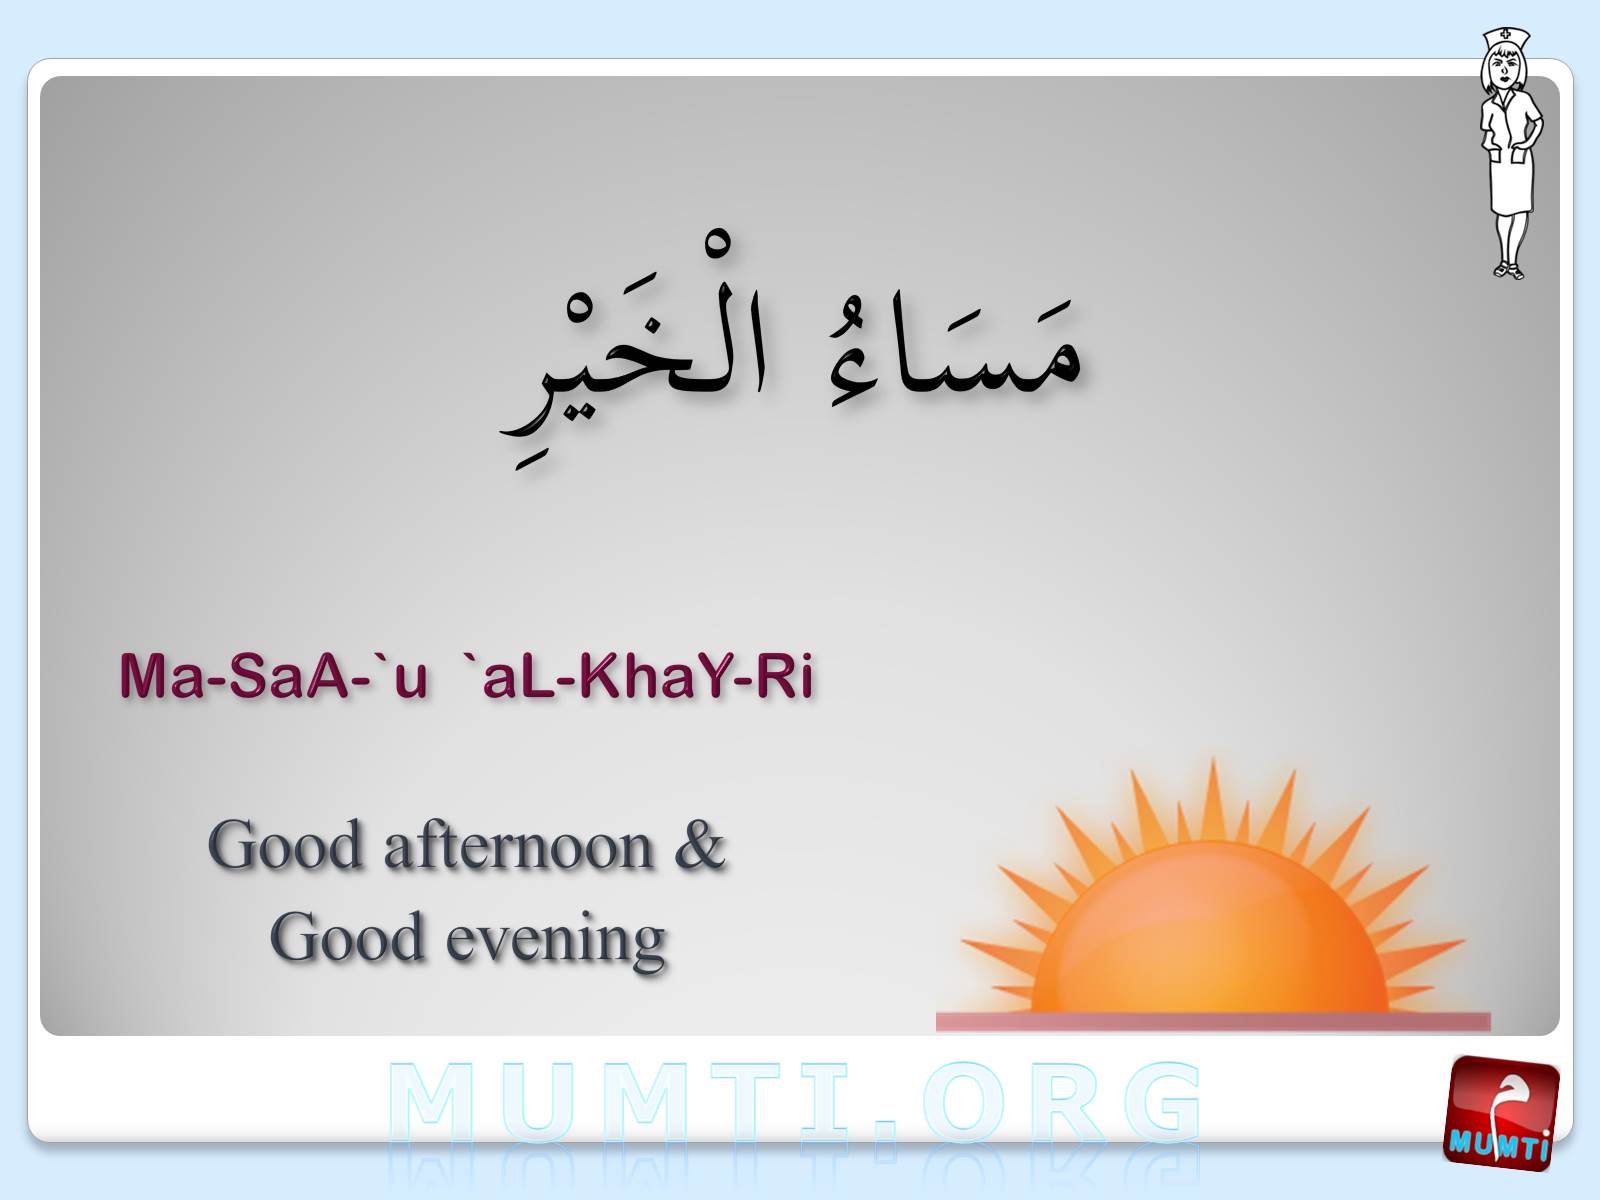 مَسَاءُ الْخَيْرِ
Ma-SaA-`u `aL-KhaY-Ri
Good afternoon &
Good evening
MUMTI.ORG
م
MUMTi